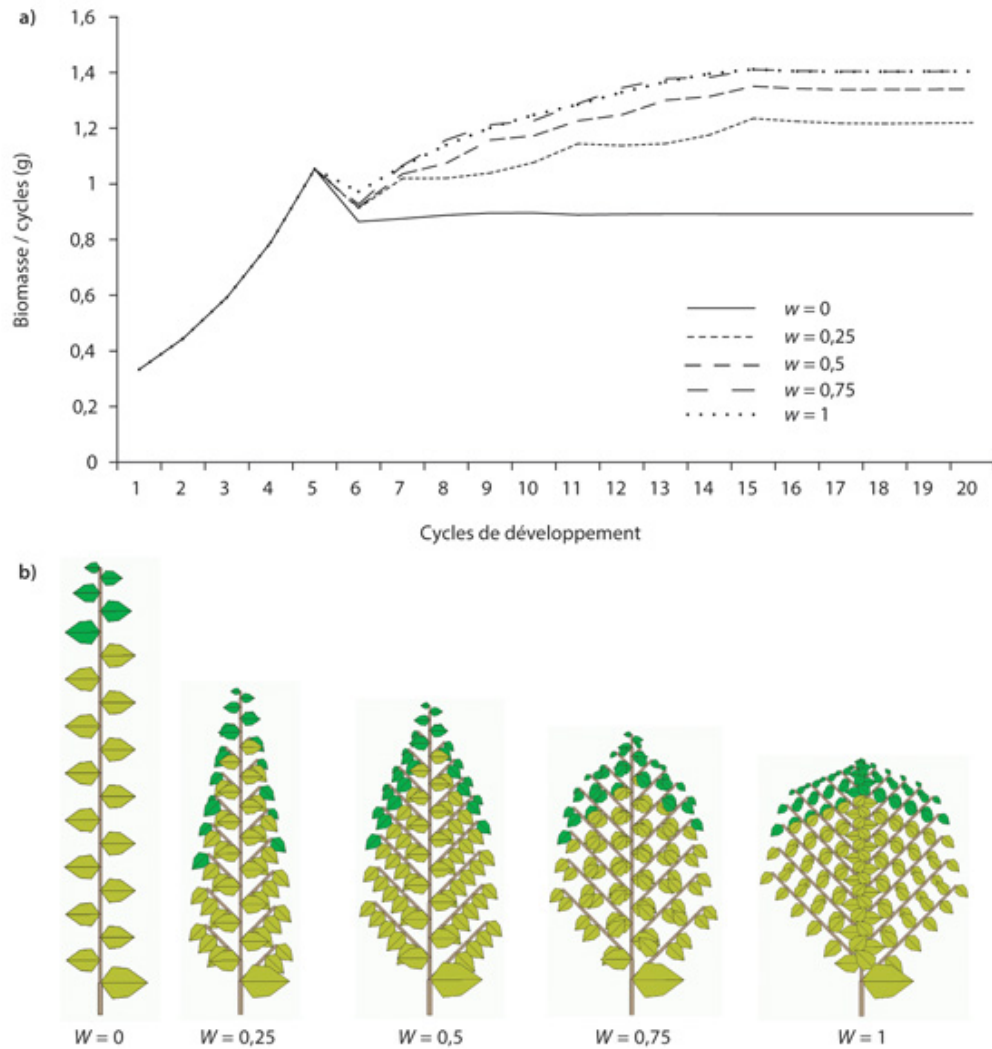 a)
1,6
1,4
1,2
1
0,8
0,6
0,4
0,2
0
Biomasse / cycles (g)
w = 0
w = 0,25
w = 0,5
w = 0,75
w = 1
1 2 3 4 5 6 7 8 9 10 11 12 13 14 15 16 17 18 19 20
Cycles de développement
b)
W = 0 W = 0,25 W = 0,5 W = 0,75 W = 1